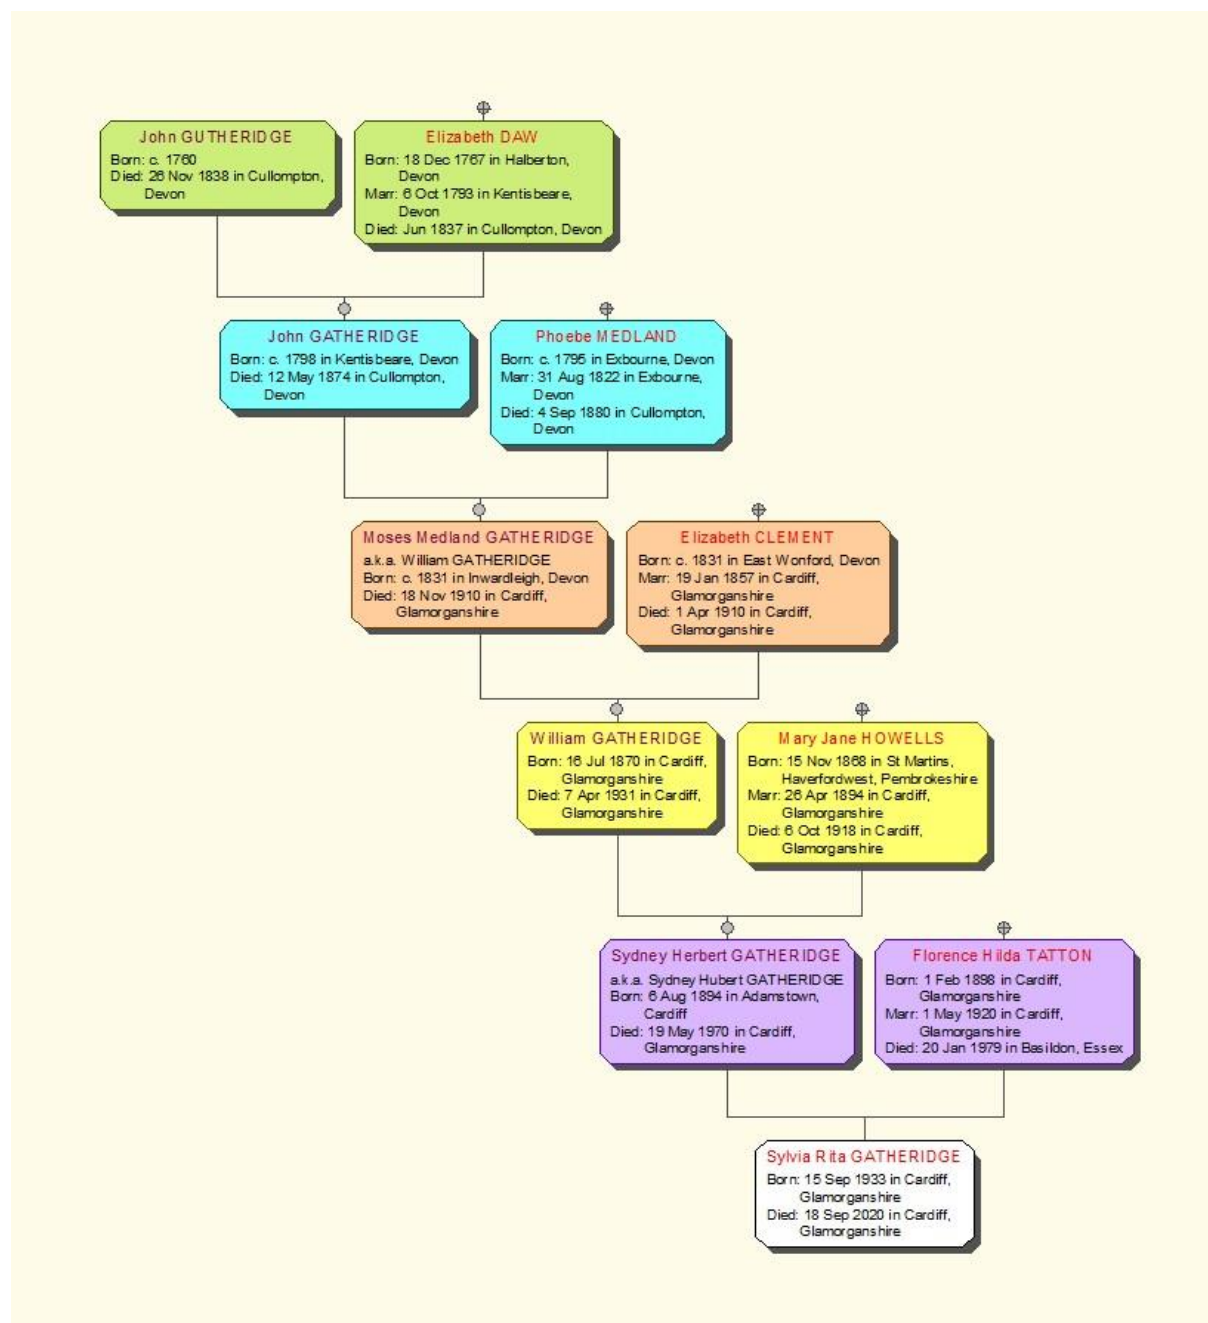 John GUTHERIDGE
Born: c. 1760
Died: 26 Nov 1838 in Cullompton,
Devon
Elizabeth DAW
Born: 18 Dec 1767 in Halberton,
Devon
Marr: 6 Oct 1793 in Kentisbeare,
Devon
Died: Jun 1837 in Cullompton, Devon
John GATHERIDGE
Born: c. 1798 in Kentisbeare, Devon
Died: 12 May 1874 in Cullompton,
Devon
Phoebe MEDLAND
Born: c. 1795 in Exbourne, Devon
Marr: 31 Aug 1822 in Exbourne,
Devon
Died: 4 Sep 1880 in Cullompton,
Devon
Moses Medland GATHERIDGE
a.k.a. William GATHERIDGE
Born: c. 1831 in Inwardleigh, Devon
Died: 18 Nov 1910 in Cardiff,
Glamorganshire
Elizabeth CLEMENT
Born: c. 1831 in East Wonford, Devon
Marr: 19 Jan 1857 in Cardiff,
Glamorganshire
Died: 1 Apr 1910 in Cardiff,
Glamorganshire
William GATHERIDGE
Born: 16 Jul 1870 in Cardiff,
Glamorganshire
Died: 7 Apr 1931 in Cardiff,
Glamorganshire
Mary Jane HOWELLS
Born: 15 Nov 1868 in St Martins,
Haverfordwest, Pembrokeshire
Marr: 26 Apr 1894 in Cardiff,
Glamorganshire
Died: 6 Oct 1918 in Cardiff,
Glamorganshire
Sydney Herbert GATHERIDGE
a.k.a. Sydney Hubert GATHERIDGE
Born: 6 Aug 1894 in Adamstown,
Cardiff
Died: 19 May 1970 in Cardiff,
Glamorganshire
Florence Hilda TATTON
Born: 1 Feb 1898 in Cardiff,
Glamorganshire
Marr: 1 May 1920 in Cardiff,
Glamorganshire
Died: 20 Jan 1979 in Basildon, Essex
Sylvia Rita GATHERIDGE
Born: 15 Sep 1933 in Cardiff,
Glamorganshire
Died: 18 Sep 2020 in Cardiff,
Glamorganshire